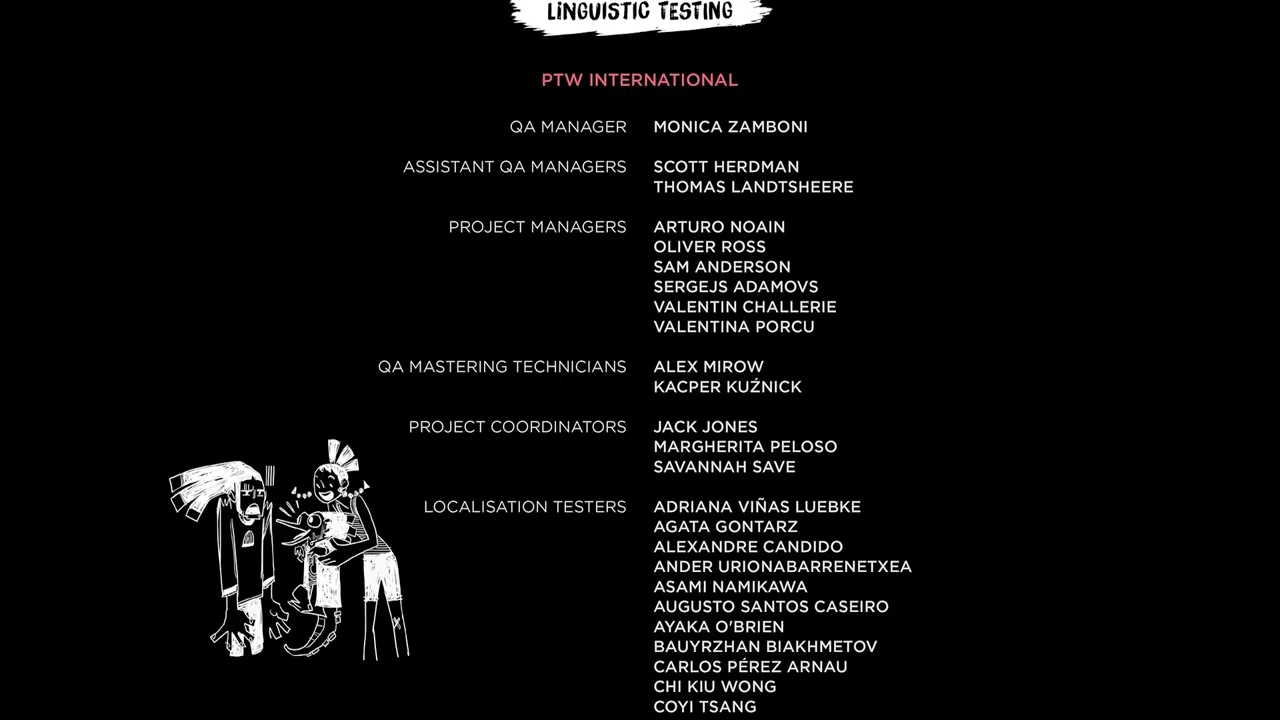 LINGUISTIC TESTING
PTW INTERNATIONAL
QA MANAGER MONICA ZAMBONI
ASSISTANT QA MANAGERS SCOTT HERDMAN
THOMAS LANDTSHEERE
PROJECT MANAGERS ARTURO NOAIN
OLIVER ROSS
SAM ANDERSON
SERGEJS ADAMOVS
VALENTIN CHALLERIE
VALENTINA PORCU
QA MASTERING TECHNICIANS ALEX MIROW
KACPER KUŹNICK
PROJECT COORDINATORS JACK JONES
MARGHERITA PELOSO
SAVANNAH SAVE
LOCALISATION TESTERS ADRIANA VIÑAS LUEBKE
AGATA GONTARZ
ALEXANDRE CANDIDO
ANDER URIONABARRENETXEA
ASAMI NAMIKAWA
AUGUSTO SANTOS CASEIRO
AYAKA O'BRIEN
BAUYRZHAN BIAKHMETOV
CARLOS PÉREZ ARNAU
CHI KIU WONG
COYI TSANG